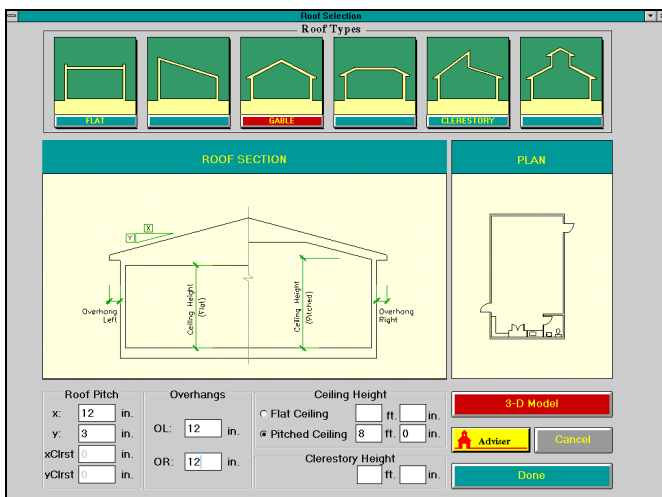 Roof Selection
Roof Types
FLAT
GABLE
CLERESTORY
ROOF SECTION
PLAN
X
Y
Ceiling Height
(Flat)
Ceiling Height
(Pitched)
Overhang
Left
Overhang
Right
Roof Pitch
x: 12 in.
y: 3 in.
xClrst 0 in.
yClrst 0 in.
Overhangs
OL: 12 in.
OR: 12 in.
Ceiling Height
Flat Ceiling ft. in.
Pitched Ceiling 8 ft. 0 in.
Clerestory Height
ft. in.
3-D Model
Adviser
Cancel
Done